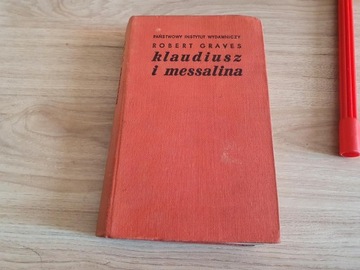 PAŃSTWOWY INSTYTUT WYDAWNICZY
ROBERT GRAVES
klaudiusz
i messalina